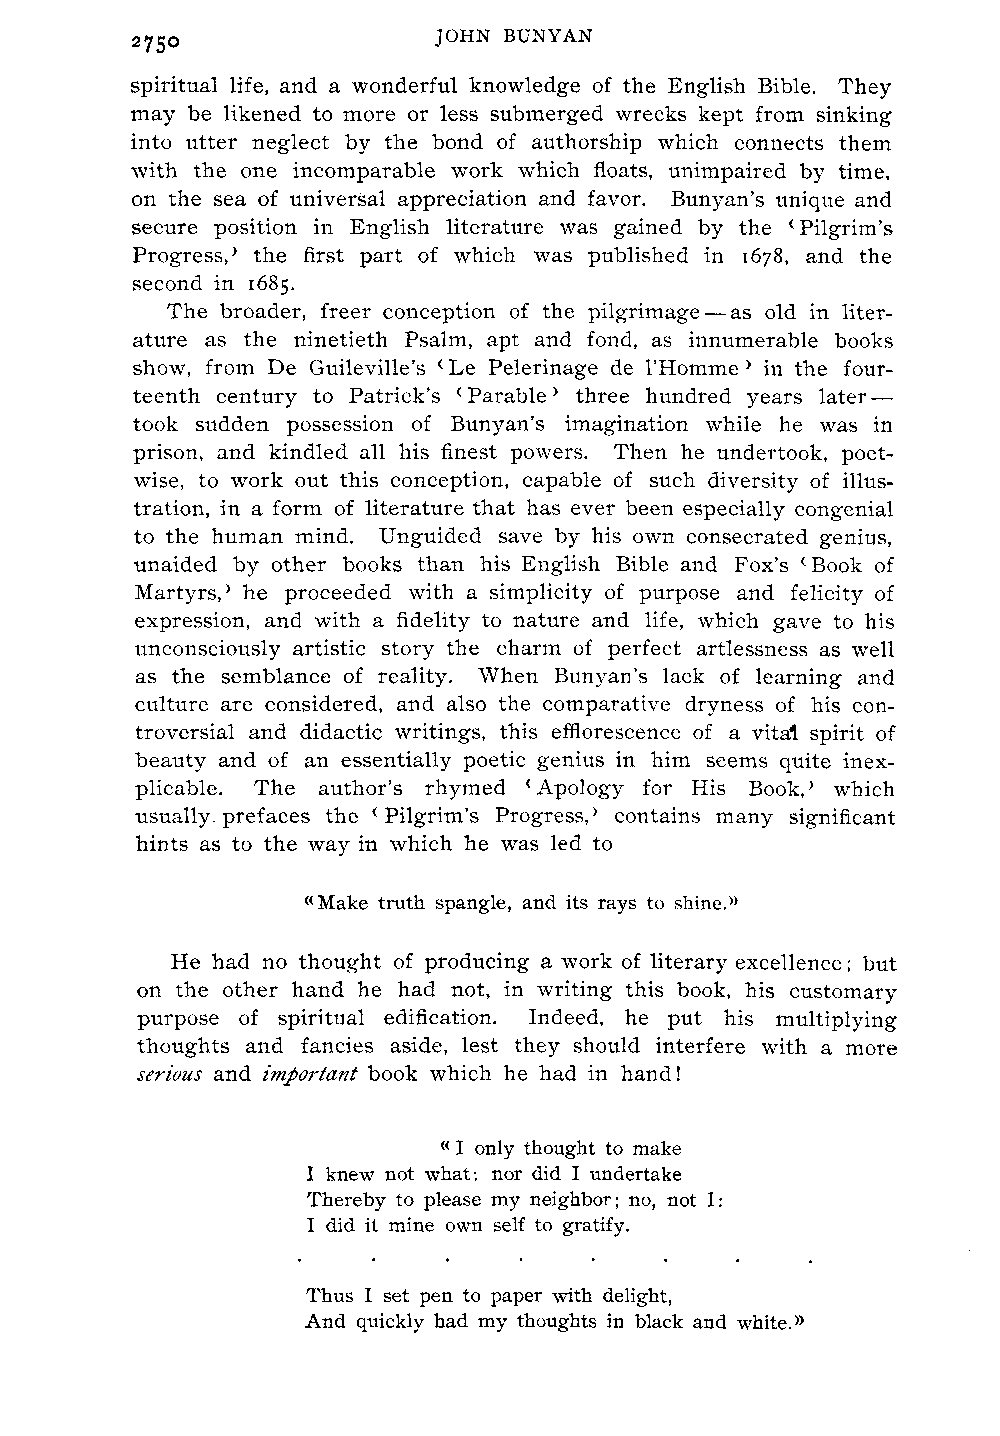 2750 JOHN BUNYAN
spiritual life, and a wonderful knowledge of the English Bible. They
may be likened to more or less submerged wrecks kept from sinking
into utter neglect by the bond of authorship which connects them
with the one incomparable work which floats, unimpaired by time,
on the sea of universal appreciation and favor. Bunyan's unique and
secure position in English literature was gained by the ‹Pilgrim's
Progress,› the first part of which was published in 1678, and the
second in 1685.
The broader, freer conception of the pilgrimage—as old in liter-
ature as the ninetieth Psalm, apt and fond, as innumerable books
show, from De Guileville's ‹Le Pelerinage de l'Homme› in the four-
teenth century to Patrick's ‹Parable› three hundred years later—
took sudden possession of Bunyan's imagination while he was in
prison, and kindled all his finest powers. Then he undertook, poet-
wise, to work out this conception, capable of such diversity of illus-
tration, in a form of literature that has ever been especially congenial
to the human mind. Unguided save by his own consecrated genius,
unaided by other books than his English Bible and Fox's ‹Book of
Martyrs,› he proceeded with a simplicity of purpose and felicity of
expression, and with a fidelity to nature and life, which gave to his
unconsciously artistic story the charm of perfect artlessness as well
as the semblance of reality. When Bunyan's lack of learning and
culture are considered, and also the comparative dryness of his con-
troversial and didactic writings, this efflorescence of a vital spirit of
beauty and of an essentially poetic genius in him seems quite inex-
plicable. The author's rhymed ‹Apology for His Book,› which
usually prefaces the ‹Pilgrim's Progress,› contains many significant
hints as to the way in which he was led to
«Make truth spangle, and its rays to shine.»
He had no thought of producing a work of literary excellence; but
on the other hand he had not, in writing this book, his customary
purpose of spiritual edification. Indeed, he put his multiplying
thoughts and fancies aside, lest they should interfere with a more
serious and important book which he had in hand!
«I only thought to make
I knew not what: nor did I undertake
Thereby to please my neighbor; no, not I:
I did it mine own self to gratify.
. . . . . . . .
Thus I set pen to paper with delight,
And quickly had my thoughts in black and white.»